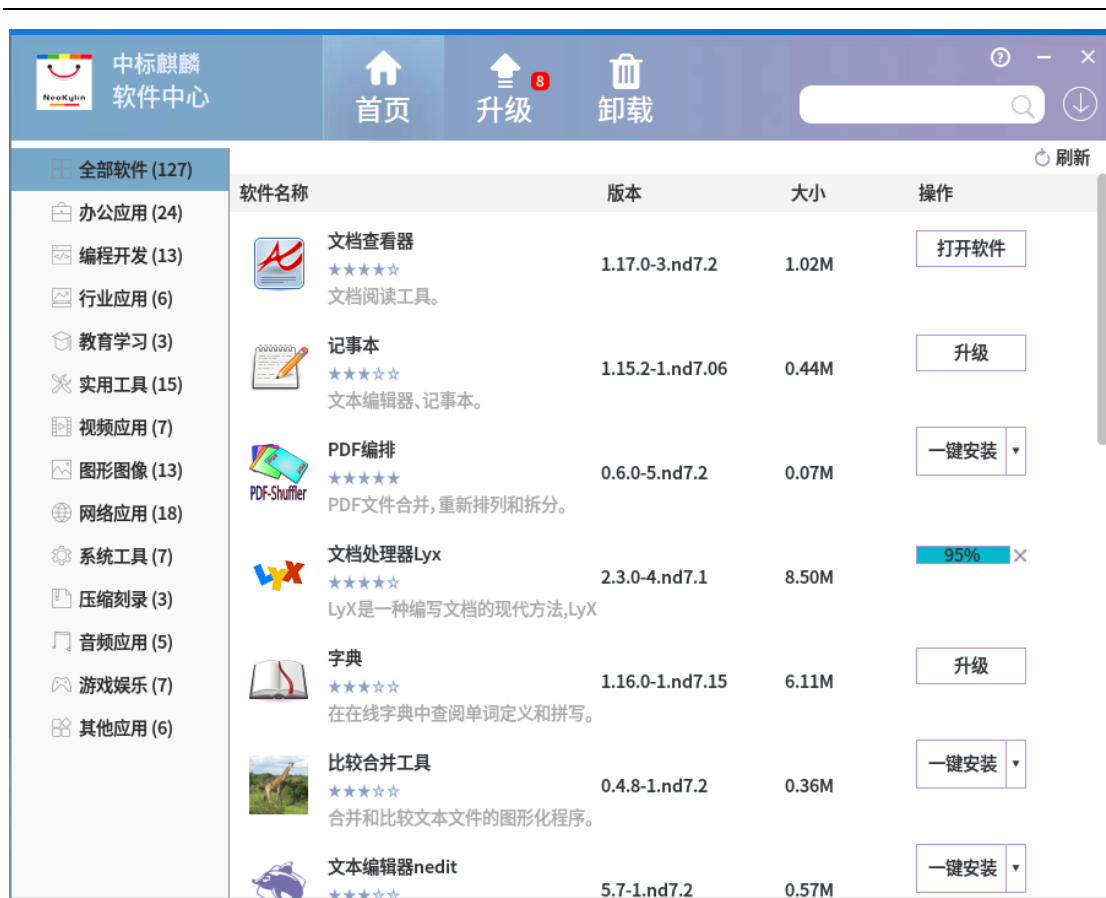 中标麒麟
软件中心
NeoKylin
首页
升级
8
卸载
刷新
全部软件 (127)
办公应用 (24)
编程开发 (13)
行业应用 (6)
教育学习 (3)
实用工具 (15)
视频应用 (7)
图形图像 (13)
网络应用 (18)
系统工具 (7)
压缩刻录 (3)
音频应用 (5)
游戏娱乐 (7)
其他应用 (6)
软件名称 版本 大小 操作
文档查看器
1.17.0-3.nd7.2 1.02M 打开软件
文档阅读工具。
记事本
1.15.2-1.nd7.06 0.44M 升级
文本编辑器、记事本。
PDF-Shuffler
PDF编排
0.6.0-5.nd7.2 0.07M 一键安装
PDF文件合并,重新排列和拆分。
LyX
文档处理器Lyx
2.3.0-4.nd7.1 8.50M 95%
LyX是一种编写文档的现代方法,LyX
字典
1.16.0-1.nd7.15 6.11M 升级
在在线字典中查阅单词定义和拼写。
比较合并工具
0.4.8-1.nd7.2 0.36M 一键安装
合并和比较文本文件的图形化程序。
文本编辑器nedit
5.7-1.nd7.2 0.57M 一键安装